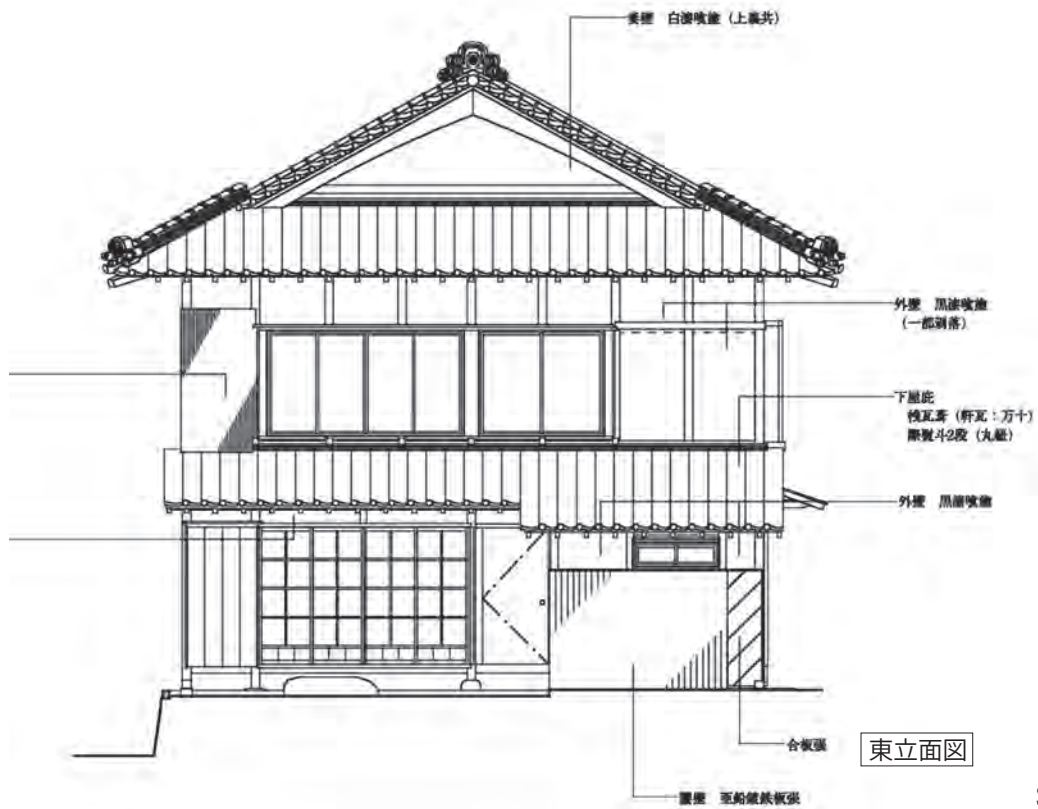 妻壁 白漆喰塗 (上裏共)
外壁 黒漆喰塗
(一部剥落)
下屋庇
桟瓦葺 (軒瓦:万十)
熨斗2段 (丸紐)
外壁 黒漆喰塗
合板張
東立面図
腰壁 亜鉛鍍鉄板張